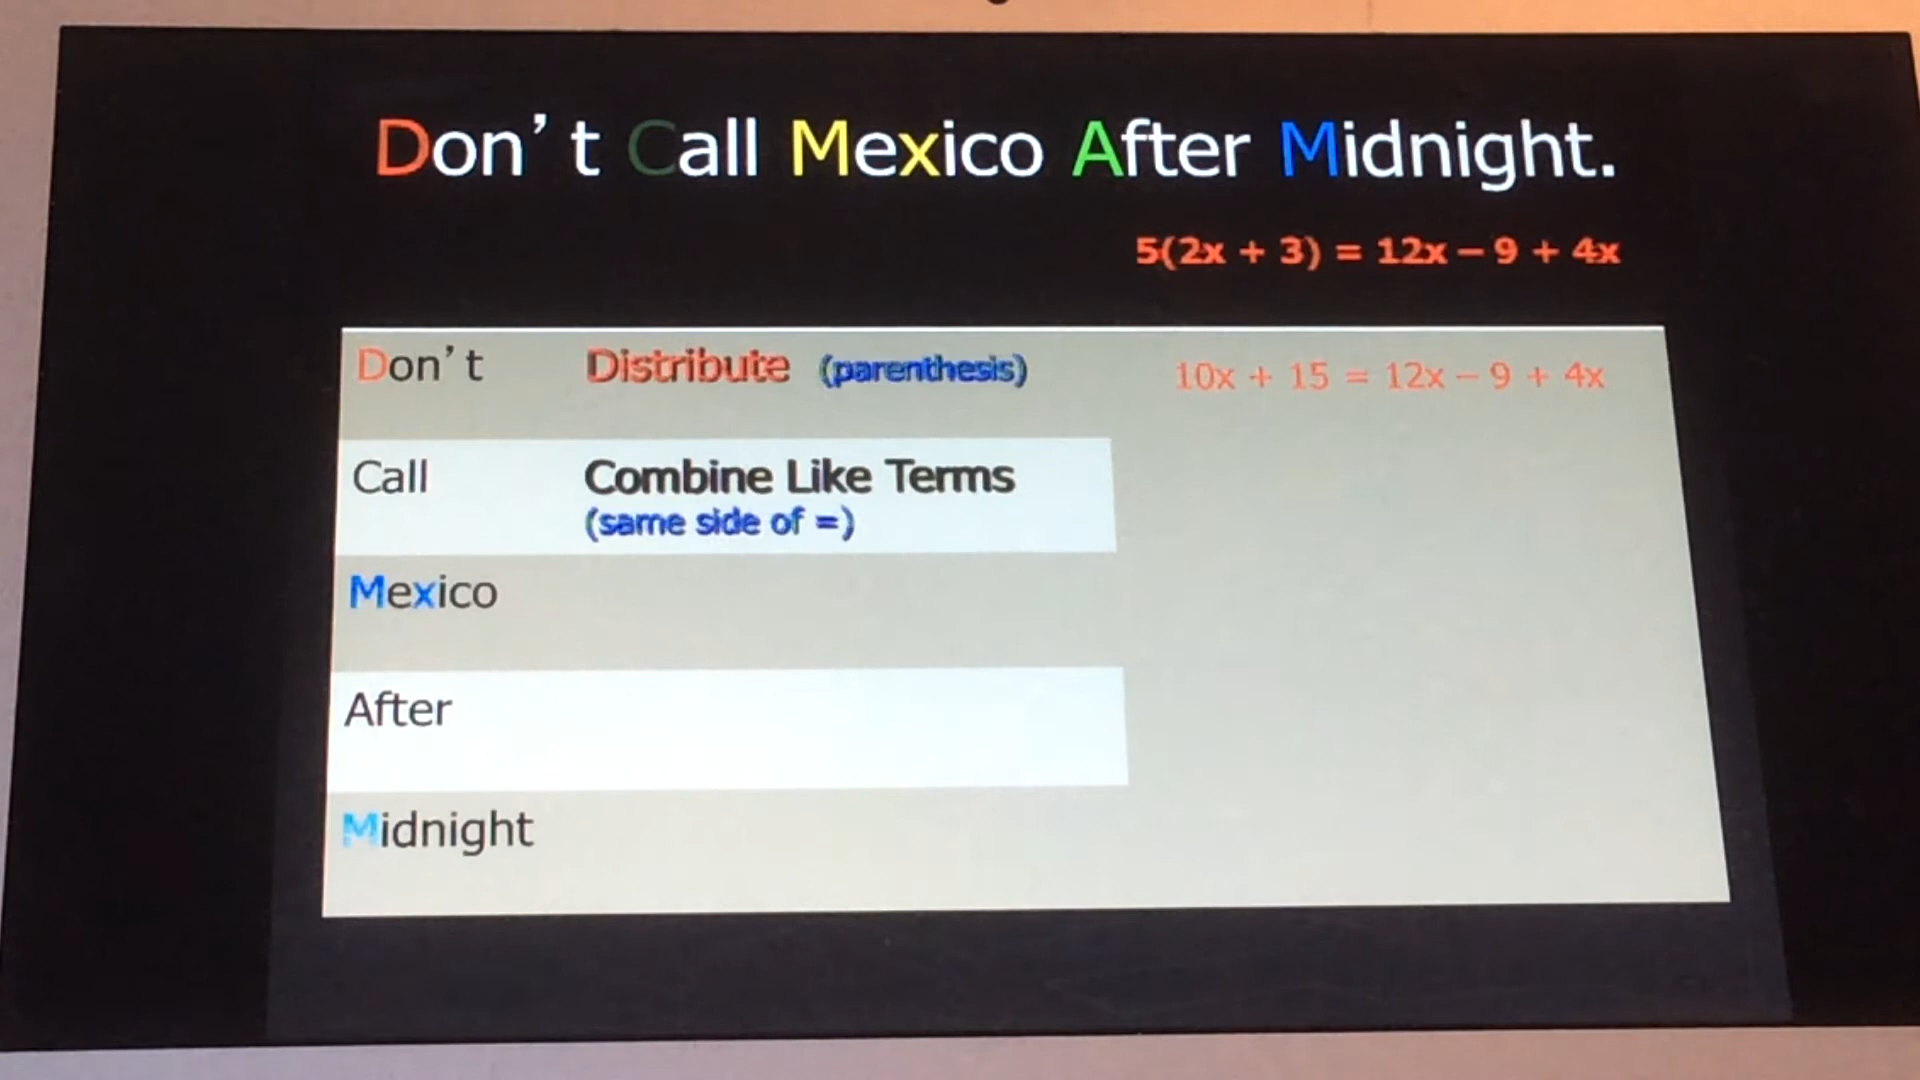 Don't Call Mexico After Midnight.
5(2x + 3) = 12x – 9 + 4x
Don't Distribute (parenthesis) 10x + 15 = 12x – 9 + 4x
Call Combine Like Terms
(same side of =)
Mexico
After
Midnight